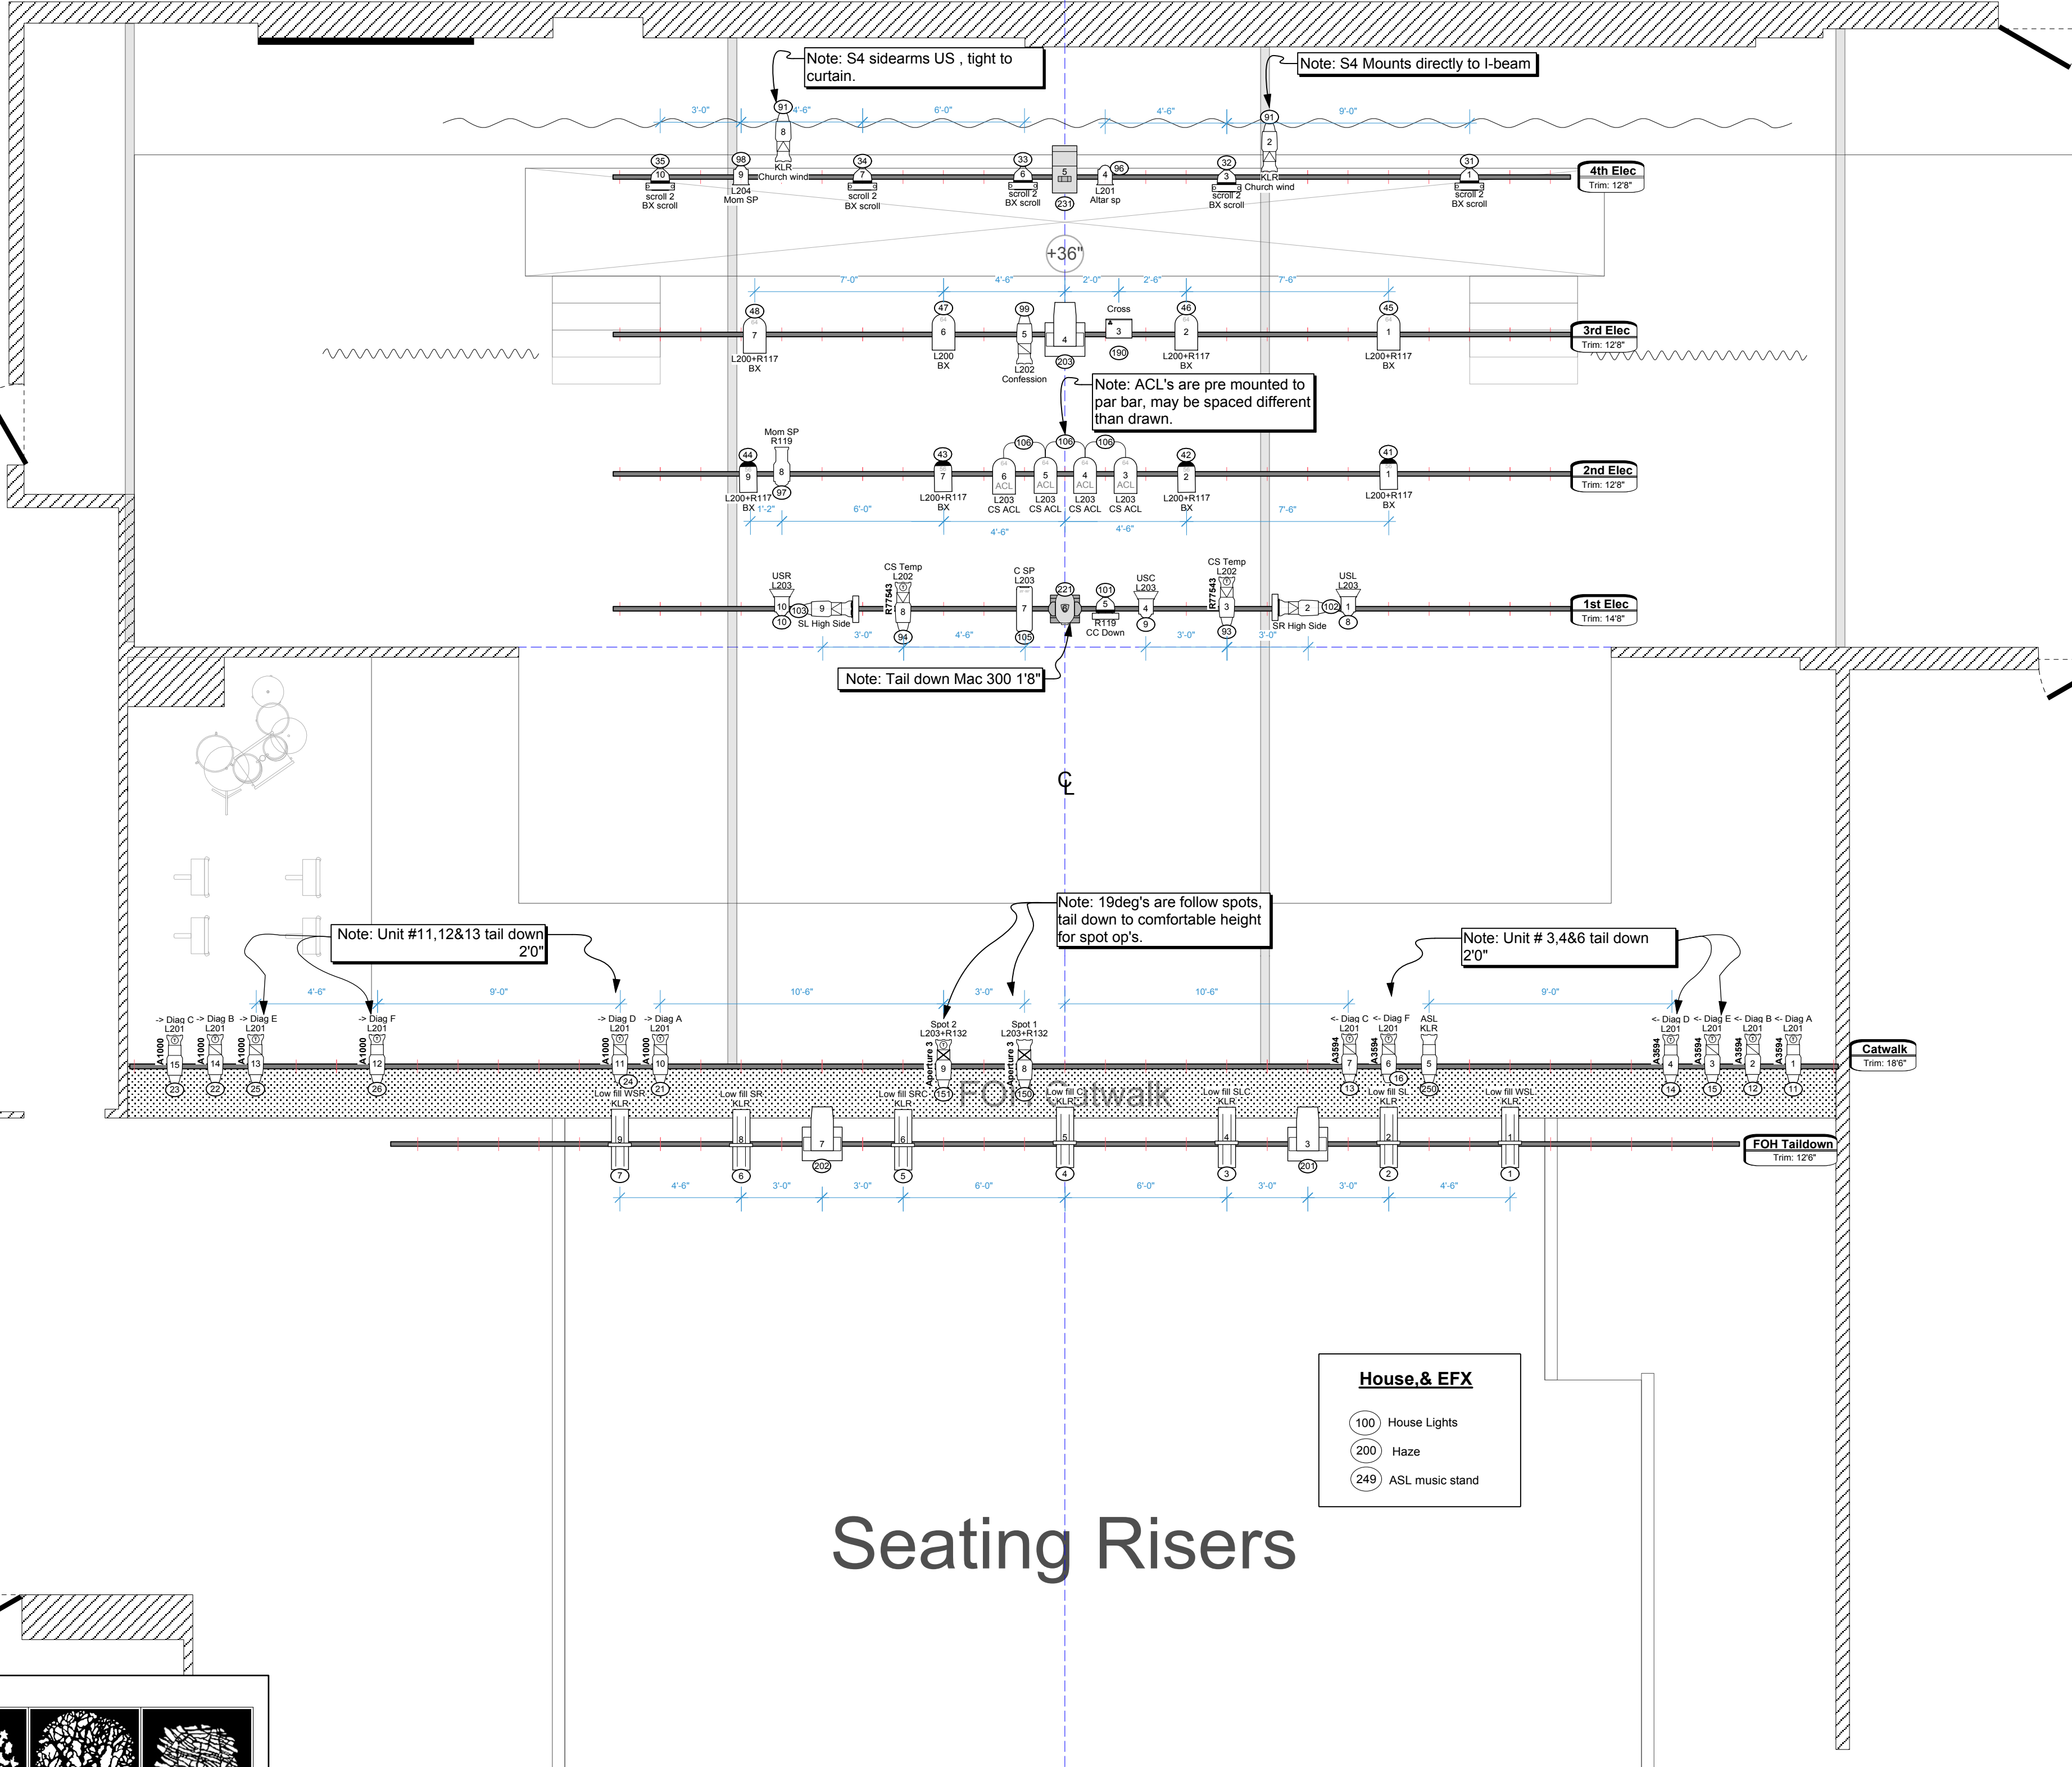 Note: S4 sidearms US , tight to
curtain.
Note: S4 Mounts directly to I-beam
3'-0" 4'-6" 6'-0" 4'-6" 9'-0"
91 91
8 2
KLR KLR
Church wind Church wind
35 98 34 33 96 32 31
10 9 7 6 5 4 3 1
scroll 2 L204 scroll 2 scroll 2 L201 scroll 2 scroll 2
BX scroll Mom SP BX scroll BX scroll 231 Altar sp BX scroll BX scroll
4th Elec
Trim: 12'8"
+36"
7'-0" 4'-6" 2'-0" 2'-6" 7'-6"
48 47 99 Cross 46 45
64 64 64 64
7 6 5 4 3 2 1
203 190
L200+R117 L200 L202 L200+R117 L200+R117
BX BX Confession BX BX
3rd Elec
Trim: 12'8"
Note: ACL's are pre mounted to
par bar, may be spaced different
than drawn.
Mom SP
R119
106 106 106
44 43 42 41
64 64 64 64
9 8 7 6 5 4 3 2 1
ACL ACL ACL ACL
97
L200+R117 L200+R117 L203 L203 L203 L203 L200+R117 L200+R117
BX BX CS ACL CS ACL CS ACL CS ACL BX BX
2nd Elec
Trim: 12'8"
1'-2" 6'-0" 4'-6" 4'-6" 7'-6"
USR CS Temp C SP USC CS Temp USL
L203 L202 L203 L203 L202 L203
R77543 R77543
221 101
10 103 9 8 7 6 5 4 3 2 102 1
10 94 105 9 93 8
SL High Side R119 SR High Side
CC Down
1st Elec
Trim: 14'8"
3'-0" 4'-6" 3'-0" 3'-0"
Note: Tail down Mac 300 1'8"
CL
Note: 19deg's are follow spots,
tail down to comfortable height
for spot op's.
Note: Unit #11,12&13 tail down
2'0"
Note: Unit # 3,4&6 tail down
2'0"
4'-6" 9'-0" 10'-6" 3'-0" 10'-6" 9'-0"
-> Diag C -> Diag B -> Diag E -> Diag F -> Diag D -> Diag A Spot 2 Spot 1 <- Diag C <- Diag F ASL <- Diag D <- Diag E <- Diag B <- Diag A
L201 L201 L201 L201 L201 L201 L203+R132 L203+R132 L201 L201 KLR L201 L201 L201 L201
A1000 A1000 A1000 A1000 A1000 A1000 Aperture 3 Aperture 3 A3594 A3594 A3594 A3594 A3594 A3594
15 14 13 12 11 10 9 8 7 6 5 4 3 2 1
23 22 25 26 24 21 151 150 13 16 250 14 15 12 11
Catwalk
Trim: 18'6"
FOH Catwalk
Low fill WSR Low fill SR Low fill SRC Low fill C Low fill SLC Low fill SL Low fill WSL
KLR KLR KLR KLR KLR KLR KLR
9 8 7 6 5 4 3 2 1
7 6 202 5 4 3 201 2 1
FOH Taildown
Trim: 12'6"
4'-6" 3'-0" 3'-0" 6'-0" 6'-0" 3'-0" 3'-0" 4'-6"
House,& EFX
100 House Lights
200 Haze
249 ASL music stand
Seating Risers